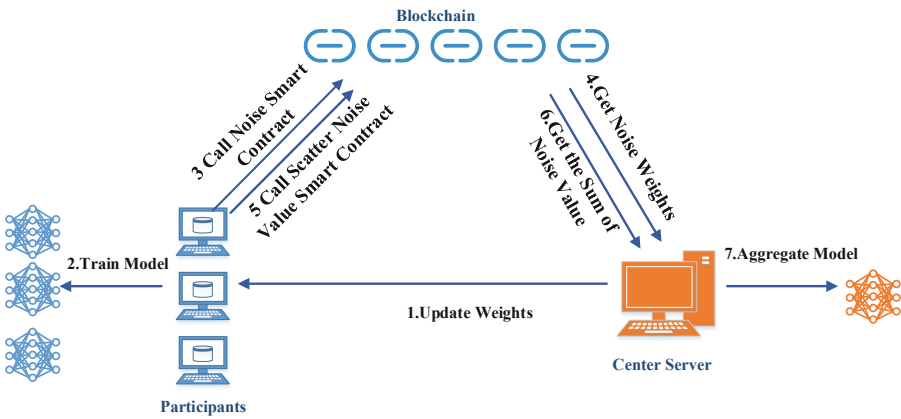 Blockchain
3 Call Noise Smart
Contract
5 Call Scatter Noise
Value Smart Contract
4.Get Noise Weights
6.Get the Sum of
Noise Value
2.Train Model
7.Aggregate Model
1.Update Weights
Center Server
Participants